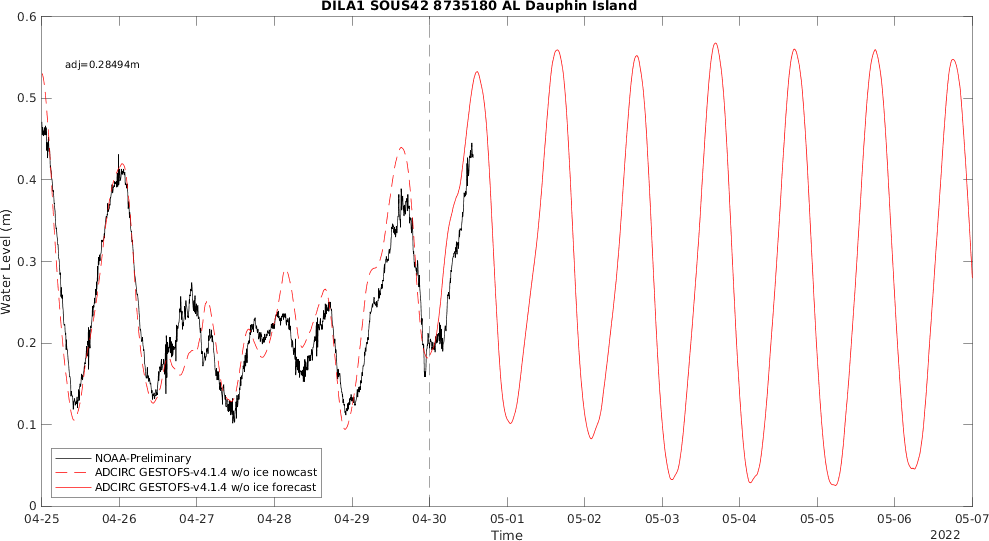 DILA1 SOUS42 8735180 AL Dauphin Island
adj=0.28494m
0.6
0.5
0.4
0.3
0.2
0.1
0
Water Level (m)
NOAA-Preliminary
ADCIRC GESTOFS-v4.1.4 w/o ice nowcast
ADCIRC GESTOFS-v4.1.4 w/o ice forecast
04-25 04-26 04-27 04-28 04-29 04-30 05-01 05-02 05-03 05-04 05-05 05-06 05-07
Time
2022